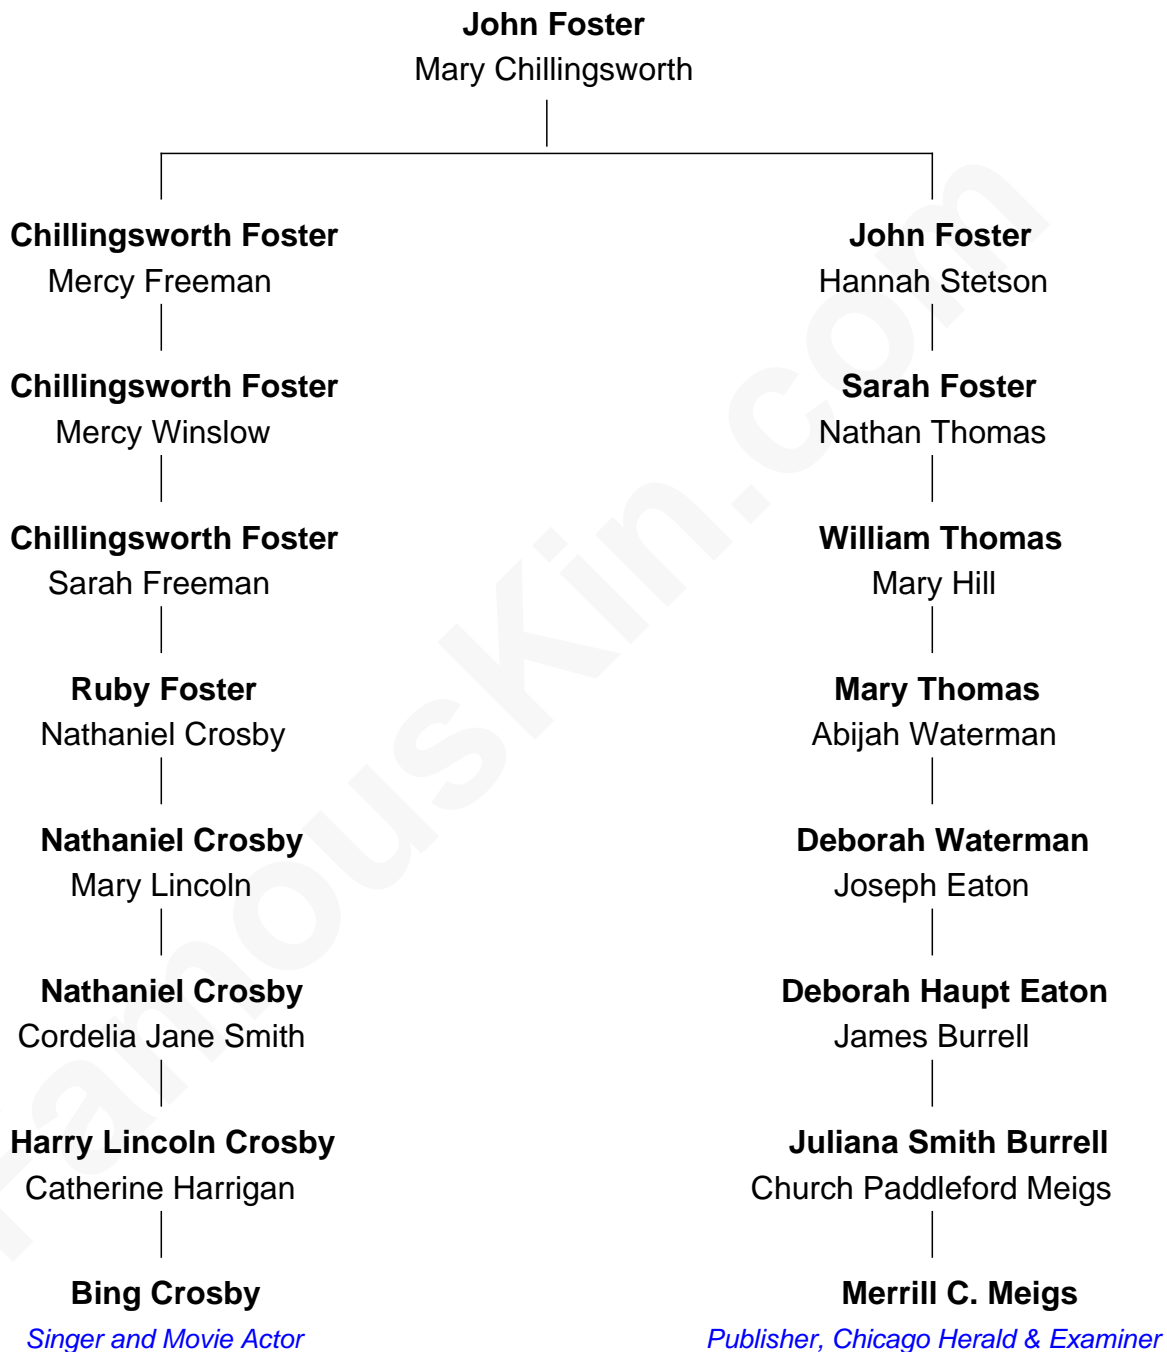 John Foster
Mary Chillingsworth
Chillingsworth Foster
Mercy Freeman
John Foster
Hannah Stetson
Chillingsworth Foster
Mercy Winslow
Sarah Foster
Nathan Thomas
Chillingsworth Foster
Sarah Freeman
William Thomas
Mary Hill
Ruby Foster
Nathaniel Crosby
Mary Thomas
Abijah Waterman
Nathaniel Crosby
Mary Lincoln
Deborah Waterman
Joseph Eaton
Nathaniel Crosby
Cordelia Jane Smith
Deborah Haupt Eaton
James Burrell
Harry Lincoln Crosby
Catherine Harrigan
Juliana Smith Burrell
Church Paddleford Meigs
Bing Crosby
Singer and Movie Actor
Merrill C. Meigs
Publisher, Chicago Herald & Examiner
FamousKin.com